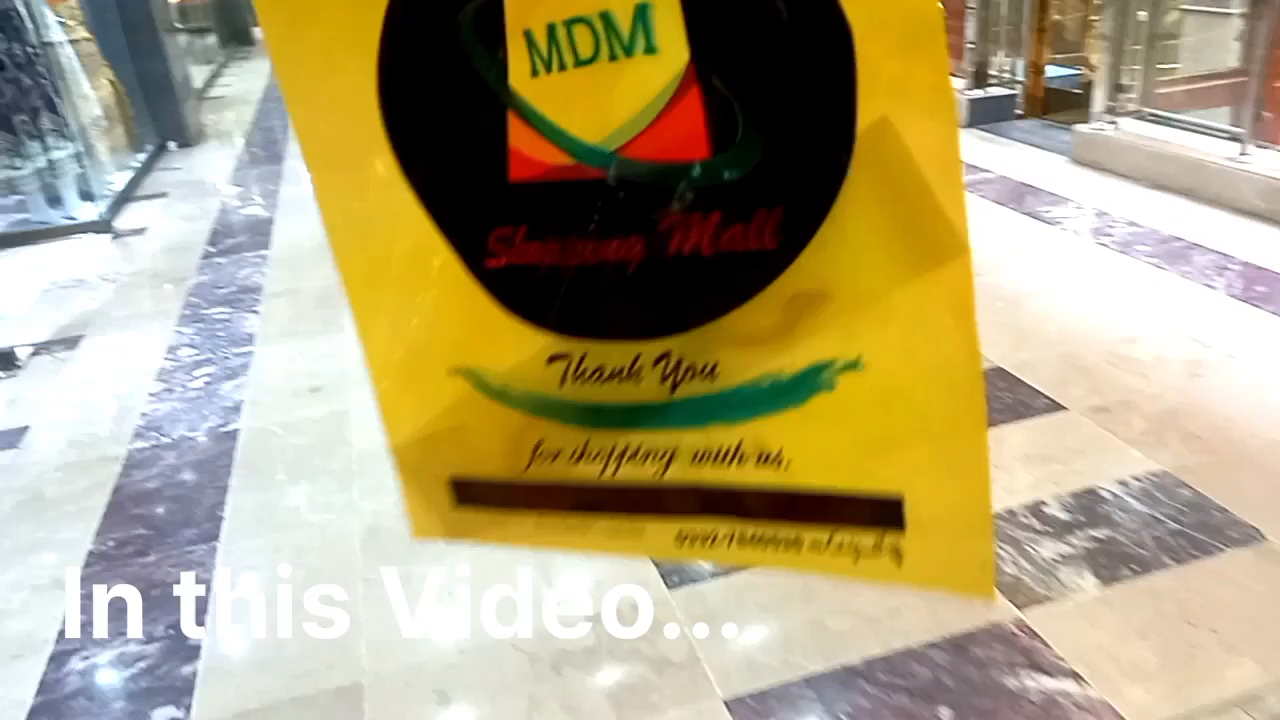 MDM
Shopping Mall
Thank You
for shopping with us.
In this Video...